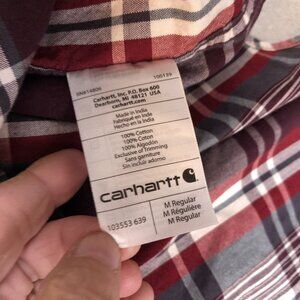 RN#14806 100139
Carhartt, Inc. P.O. Box 600
Dearborn, MI 48121 USA
carhartt.com
Made in India
Fabriqué en Inde
Hecho en la India
100% Cotton
100% Coton
100% Algodon
Exclusive of Trimming
Sans garniture
Sin incluir adorno
carhartt
103553 639
M Regular
M Régulière
M Regular